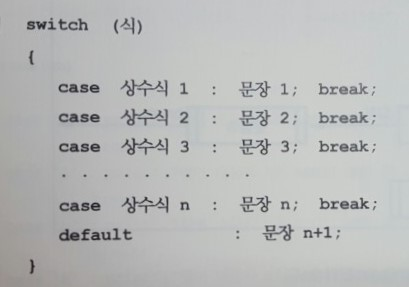 switch (식)
{
case 상수식 1 : 문장 1; break;
case 상수식 2 : 문장 2; break;
case 상수식 3 : 문장 3; break;
. . . . . . . . . .
case 상수식 n : 문장 n; break;
default : 문장 n+1;
}